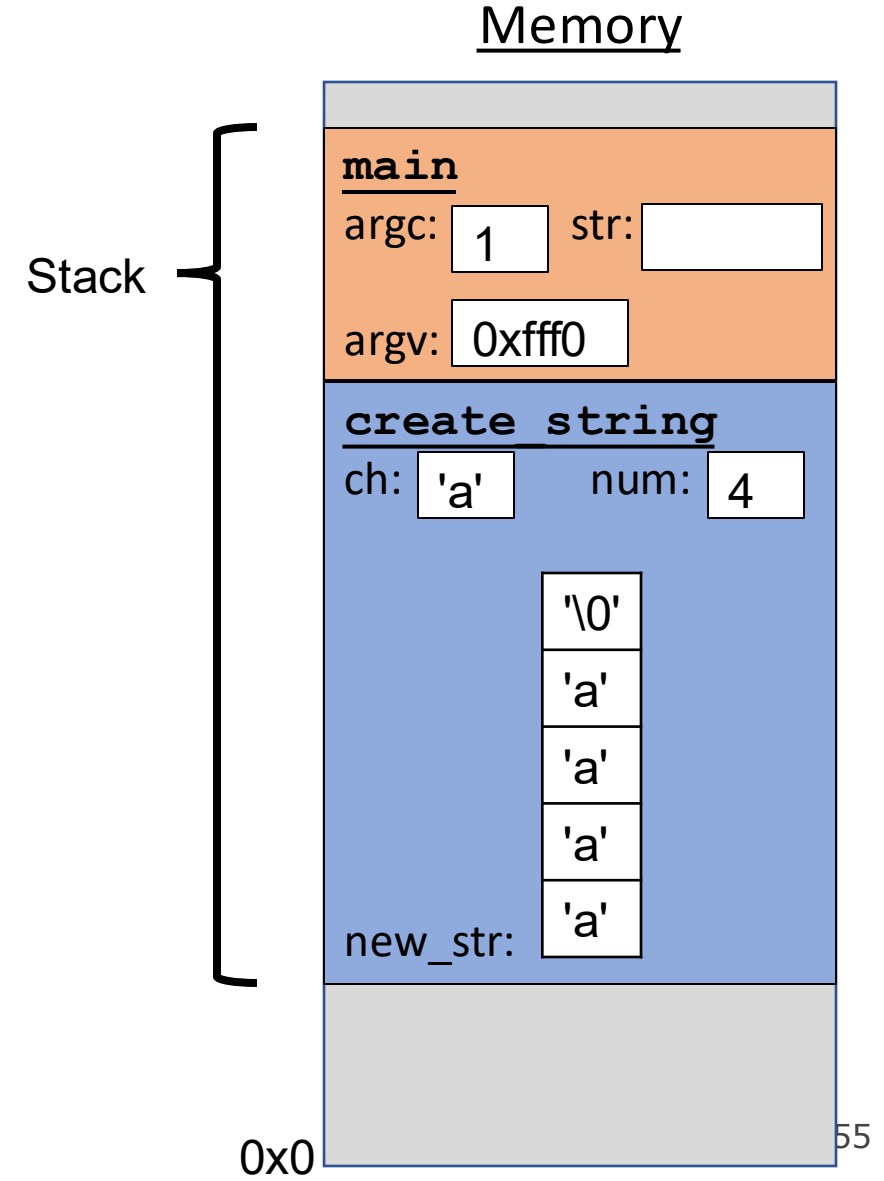 Memory
main
argc: 1 str:
Stack
argv: 0xfff0
create_string
ch: 'a' num: 4
'\0'
'a'
'a'
'a'
new_str: 'a'
55
0x0